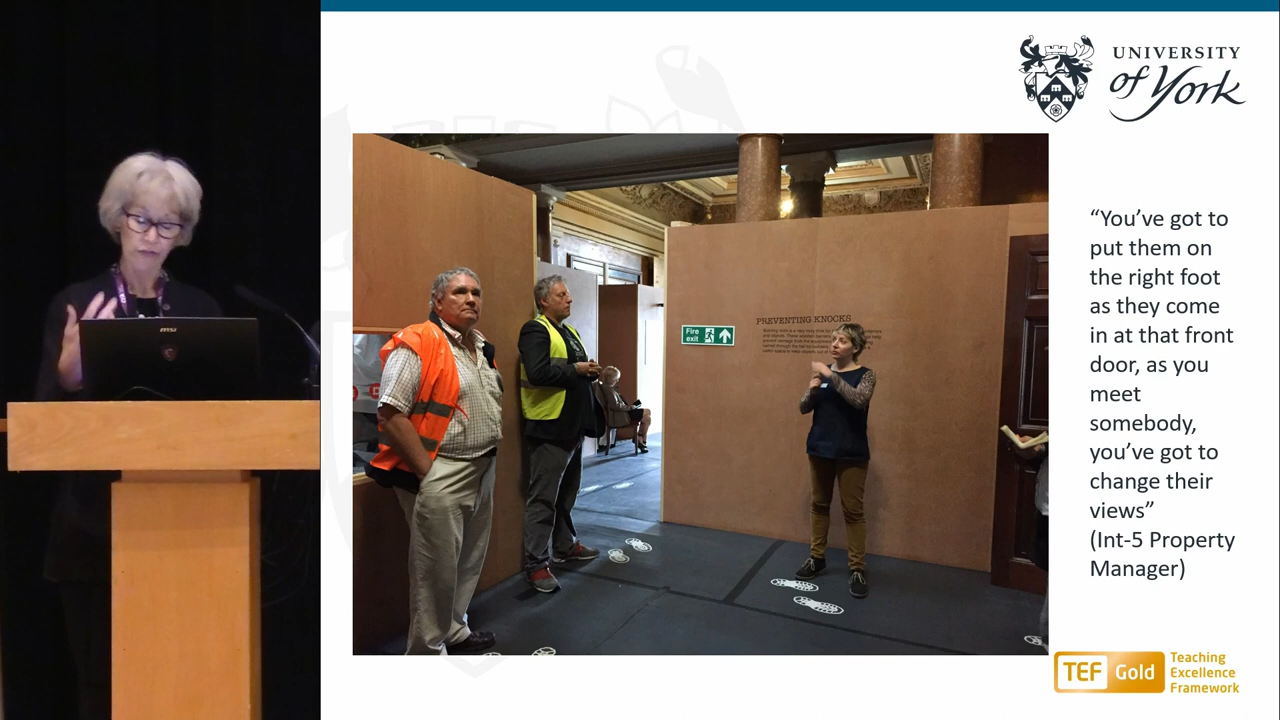 UNIVERSITY
of York
PREVENTING KNOCKS
Fire
exit
“You’ve got to
put them on
the right foot
as they come
in at that front
door, as you
meet
somebody,
you’ve got to
change their
views”
(Int-5 Property
Manager)
msi
TEF Gold
Teaching
Excellence
Framework